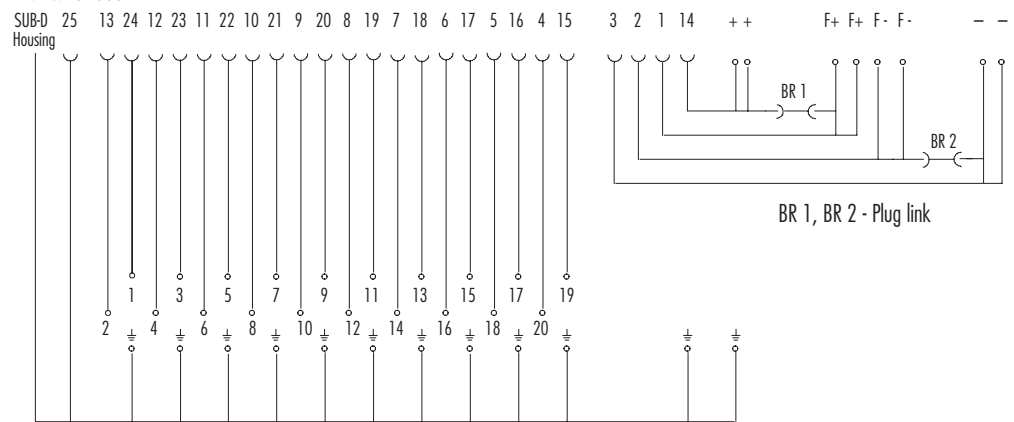 SUB-D 25 13 24 12 23 11 22 10 21 9 20 8 19 7 18 6 17 5 16 4 15 3 2 1 14 + + F+ F+ F - F - – –
Housing
BR 1
BR 2
BR 1, BR 2 - Plug link
1 3 5 7 9 11 13 15 17 19
2 4 6 8 10 12 14 16 18 20